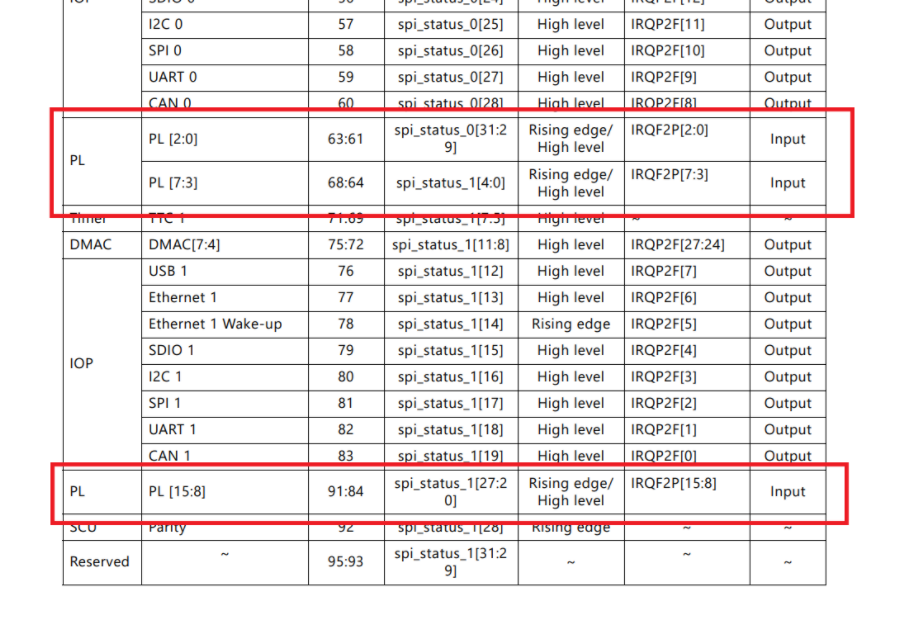 IOP SDIO 0 56 spi_status_0[24] High level IRQP2F[12] Output
I2C 0 57 spi_status_0[25] High level IRQP2F[11] Output
SPI 0 58 spi_status_0[26] High level IRQP2F[10] Output
UART 0 59 spi_status_0[27] High level IRQP2F[9] Output
CAN 0 60 spi_status_0[28] High level IRQP2F[8] Output
PL PL [2:0] 63:61 spi_status_0[31:2
9] Rising edge/
High level IRQF2P[2:0] Input
PL [7:3] 68:64 spi_status_1[4:0] Rising edge/
High level IRQF2P[7:3] Input
Timer TTC 1 71:69 spi_status_1[7:5] High level ~ ~
DMAC DMAC[7:4] 75:72 spi_status_1[11:8] High level IRQP2F[27:24] Output
IOP USB 1 76 spi_status_1[12] High level IRQP2F[7] Output
Ethernet 1 77 spi_status_1[13] High level IRQP2F[6] Output
Ethernet 1 Wake-up 78 spi_status_1[14] Rising edge IRQP2F[5] Output
SDIO 1 79 spi_status_1[15] High level IRQP2F[4] Output
I2C 1 80 spi_status_1[16] High level IRQP2F[3] Output
SPI 1 81 spi_status_1[17] High level IRQP2F[2] Output
UART 1 82 spi_status_1[18] High level IRQP2F[1] Output
CAN 1 83 spi_status_1[19] High level IRQP2F[0] Output
PL PL [15:8] 91:84 spi_status_1[27:2
0] Rising edge/
High level IRQF2P[15:8] Input
SCU Parity 92 spi_status_1[28] Rising edge ~ ~
Reserved ~ 95:93 spi_status_1[31:2
9] ~ ~ ~